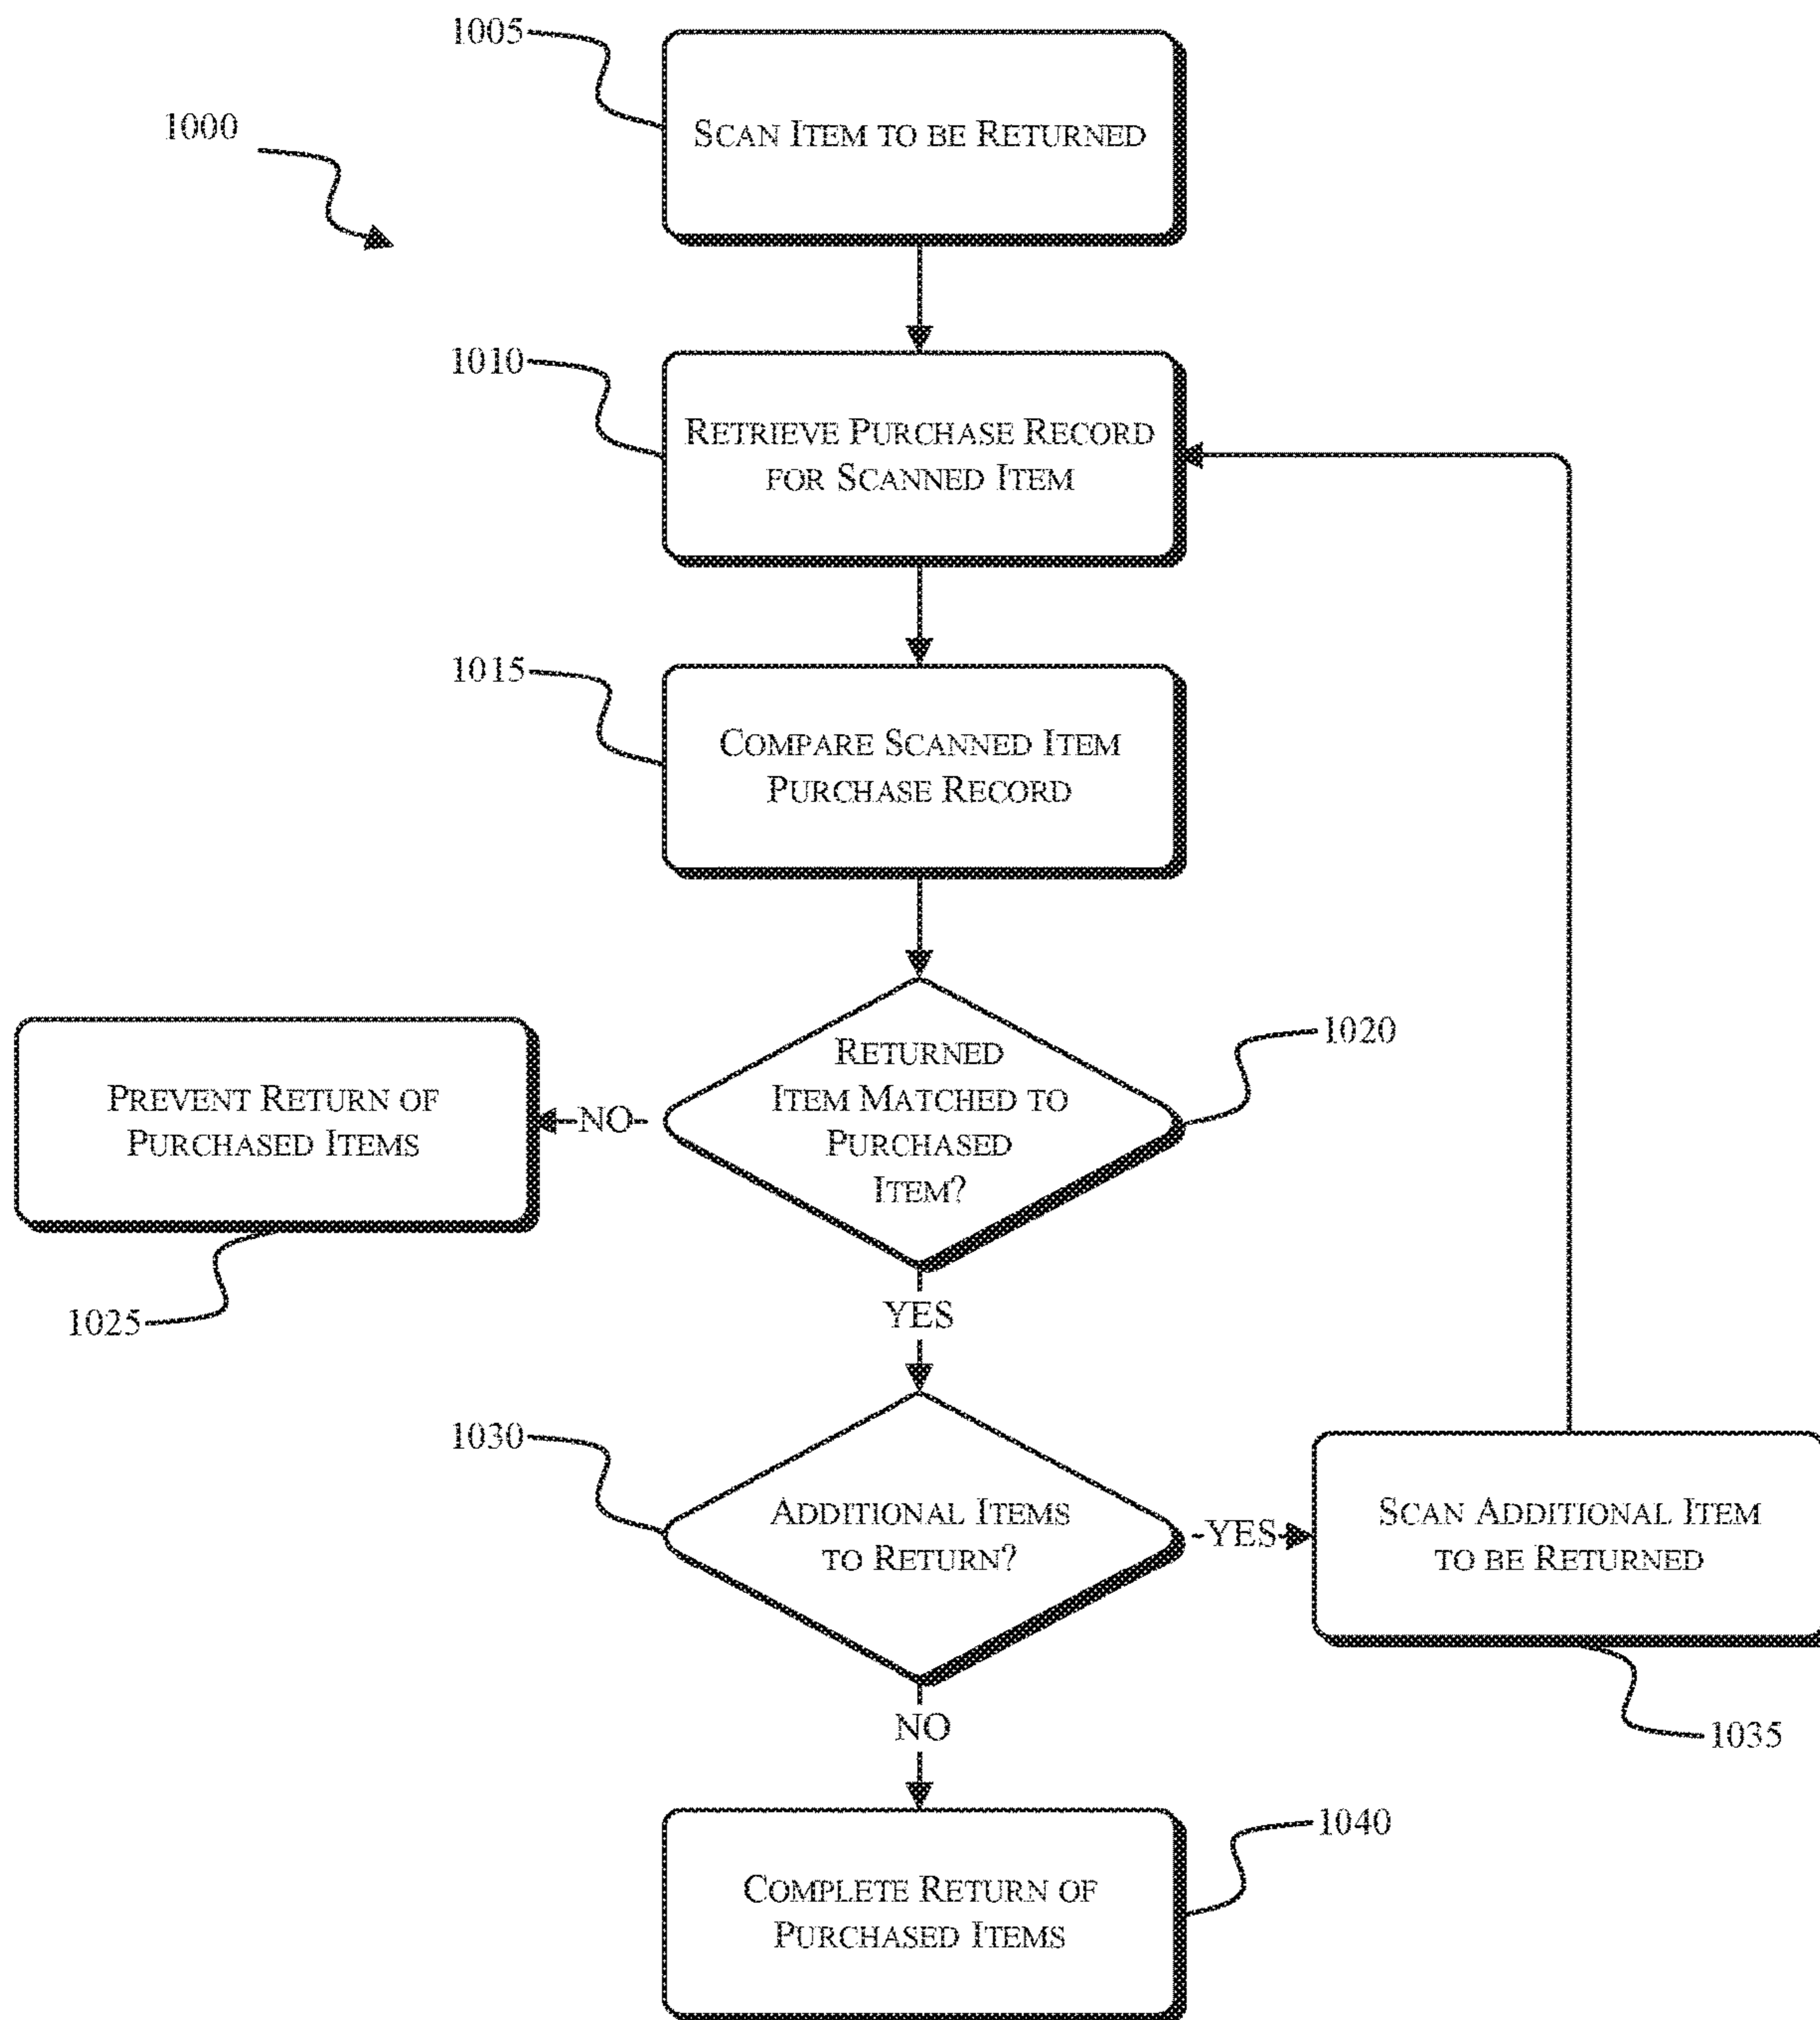 1005
1000
SCAN ITEM TO BE RETURNED
1010
RETRIEVE PURCHASE RECORD
FOR SCANNED ITEM
1015
COMPARE SCANNED ITEM
PURCHASE RECORD
1020
RETURNED
ITEM MATCHED TO
PURCHASED
ITEM?
NO
PREVENT RETURN OF
PURCHASED ITEMS
1025
YES
1030
ADDITIONAL ITEMS
TO RETURN?
YES
SCAN ADDITIONAL ITEM
TO BE RETURNED
1035
NO
1040
COMPLETE RETURN OF
PURCHASED ITEMS